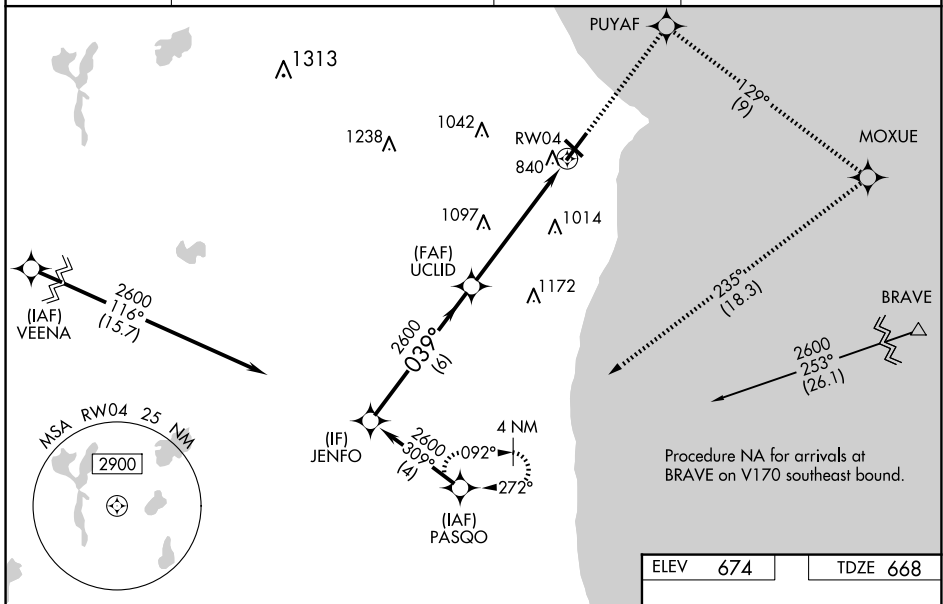 PUYAF
1313
129°
(9)
1042
RW04
1238
MOXUE
840
1097
1014
(FAF)
UCLID
1172
235°
(18.3)
(IAF)
VEENA
2600
116°
(15.7)
BRAVE
2600
253°
(26.1)
2600
039°
(6)
MSA RW04 25 NM
2900
(IF)
JENFO
2600
309°
(4)
4 NM
092°
272°
(IAF)
PASQO
Procedure NA for arrivals at
BRAVE on V170 southeast bound.
ELEV 674
TDZE 668